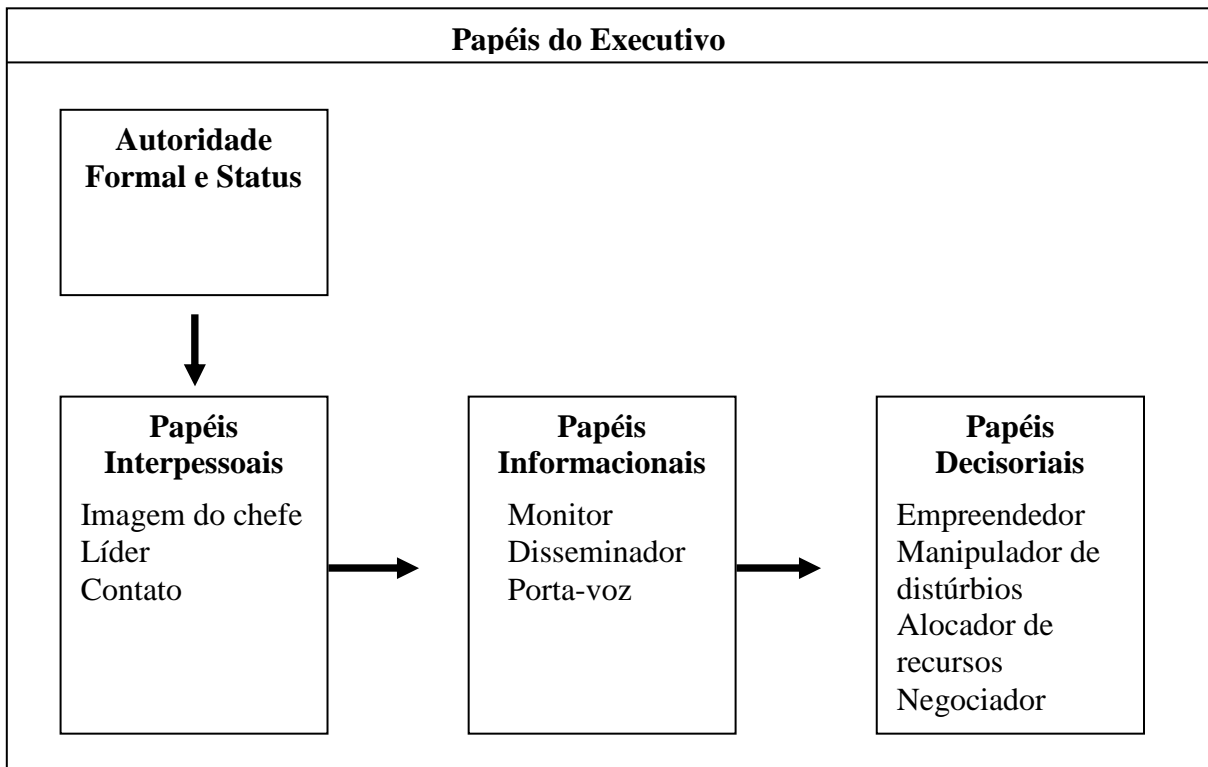 Papéis do Executivo
Autoridade
Formal e Status
Papéis
Interpessoais
Imagem do chefe
Líder
Contato
Papéis
Informacionais
Monitor
Disseminador
Porta-voz
Papéis
Decisoriais
Empreendedor
Manipulador de
distúrbios
Alocador de
recursos
Negociador